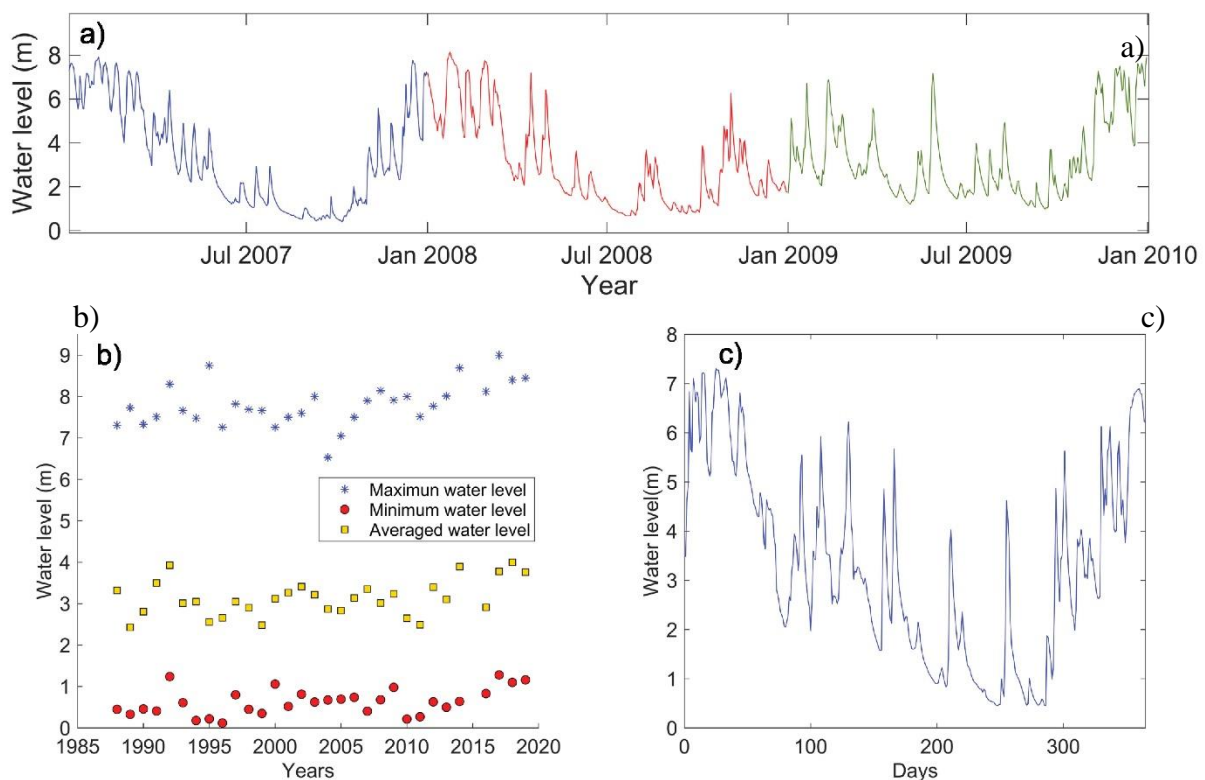 a)
a)
Water level (m)
8
6
4
2
0
Jul 2007 Jan 2008 Jul 2008 Jan 2009 Jul 2009 Jan 2010
Year
b)
b)
Water level (m)
9
8
7
6
5
4
3
2
1
0
Maximun water level
Minimum water level
Averaged water level
1985 1990 1995 2000 2005 2010 2015 2020
Years
c)
c)
Water level(m)
8
7
6
5
4
3
2
1
0
0 100 200 300
Days